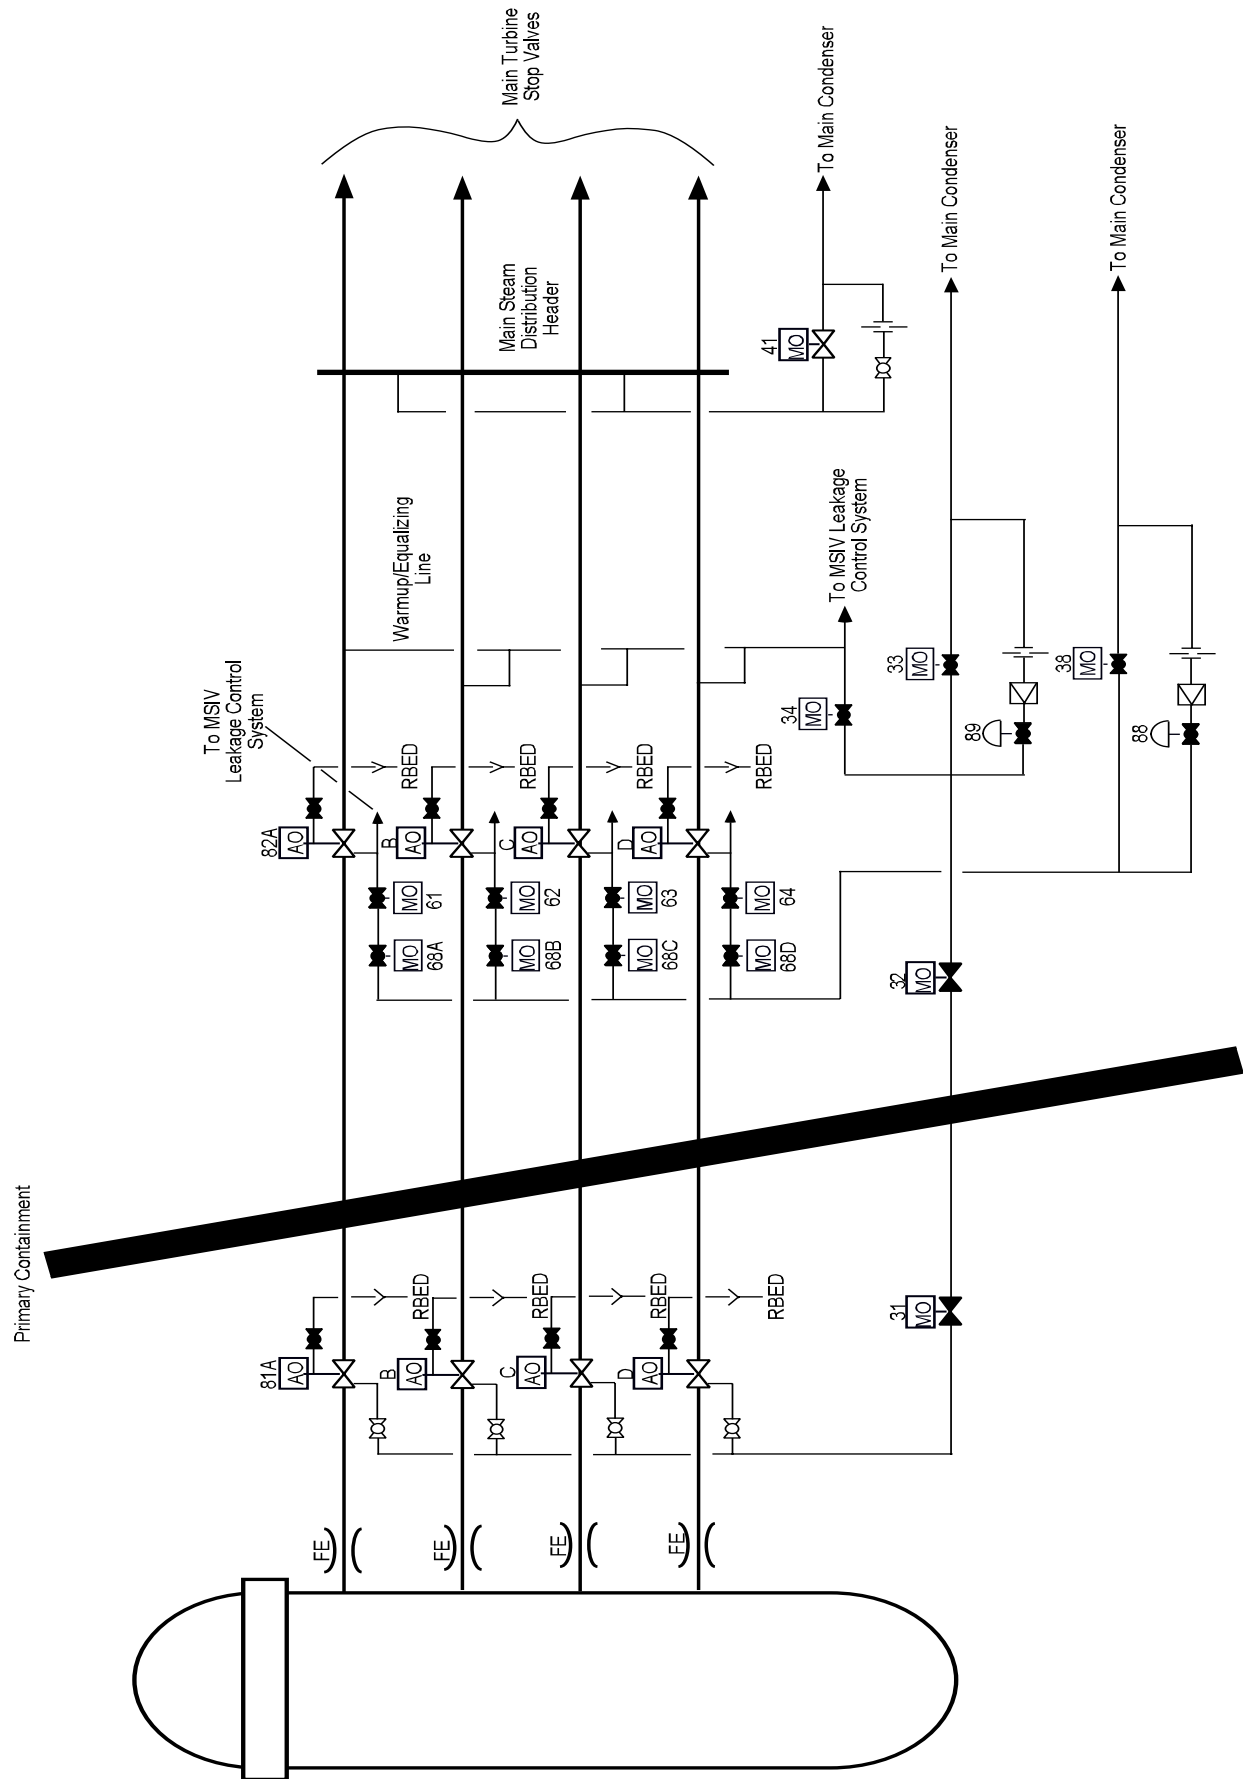 Primary Containment
Main Turbine
Stop Valves
To Main Condenser
To Main Condenser
To Main Condenser
Main Steam
Distribution
Header
41
MO
Warmup/Equalizing
Line
To MSIV Leakage
Control System
To MSIV
Leakage Control
System
34
MO
33
MO
38
MO
89
88
82A
AO
RBED
B
AO
RBED
C
AO
RBED
D
AO
RBED
MO
61
MO
62
MO
63
MO
64
MO
68A
MO
68B
MO
68C
MO
68D
32
MO
31
MO
81A
AO
RBED
B
AO
RBED
C
AO
RBED
D
AO
RBED
FE
FE
FE
FE